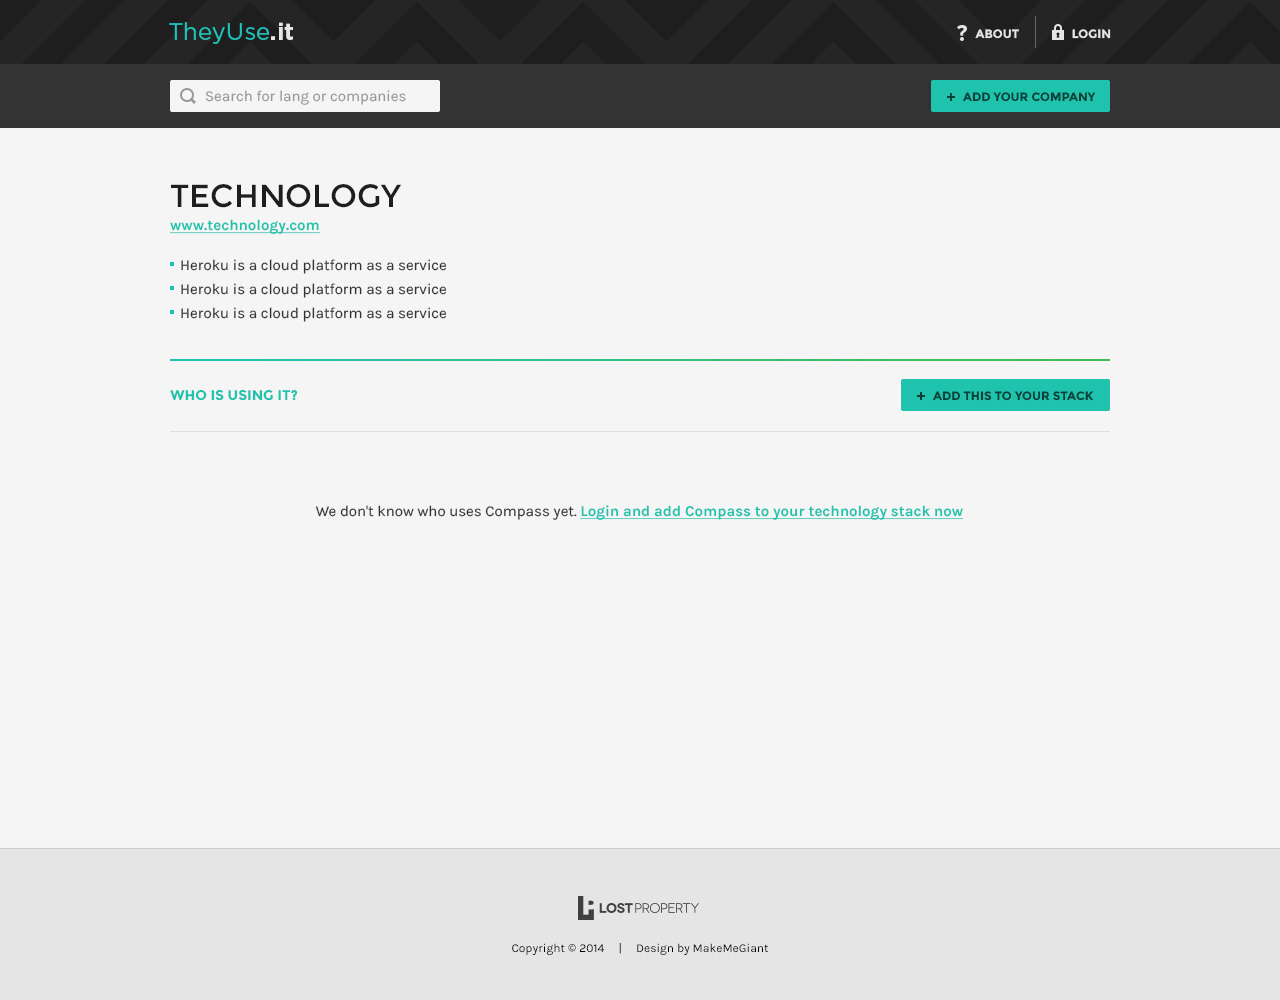 TheyUse.it
? ABOUT
LOGIN
Search for lang or companies
+ ADD YOUR COMPANY
TECHNOLOGY
www.technology.com
Heroku is a cloud platform as a service
Heroku is a cloud platform as a service
Heroku is a cloud platform as a service
WHO IS USING IT?
+ ADD THIS TO YOUR STACK
We don't know who uses Compass yet. Login and add Compass to your technology stack now
LOSTPROPERTY
Copyright © 2014 | Design by MakeMeGiant